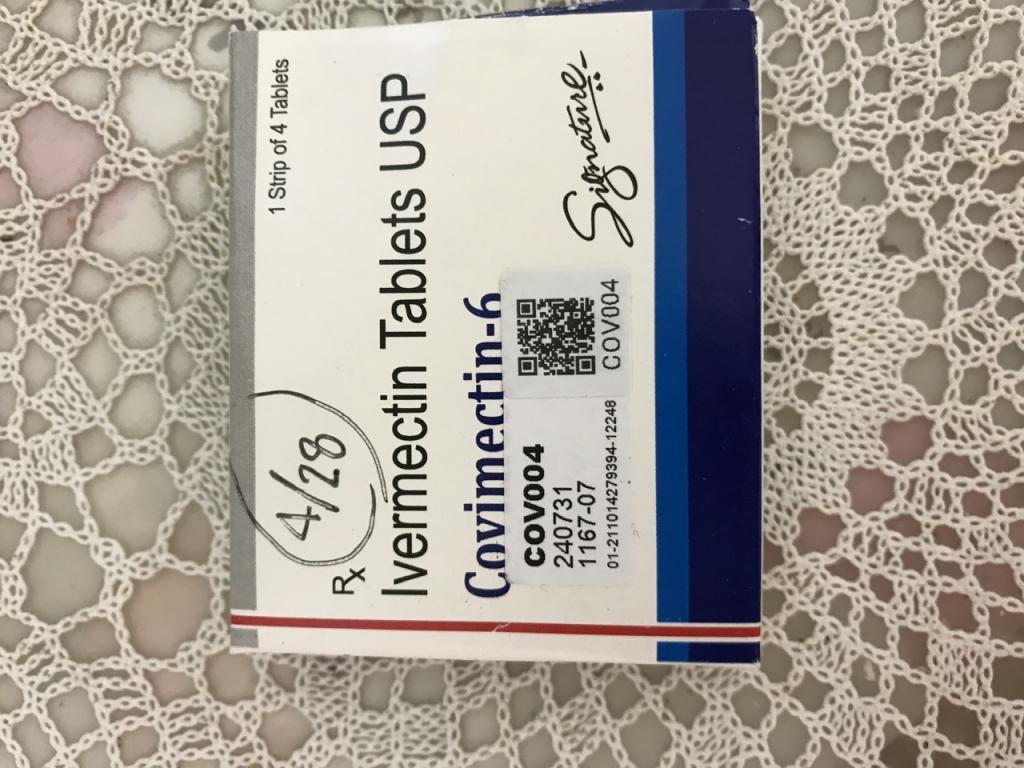 1 Strip of 4 Tablets
4/28
Rx
Ivermectin Tablets USP
Covimectin-6
COV004
240731
1167-07
01-211014279394-12248
COV004
Signature